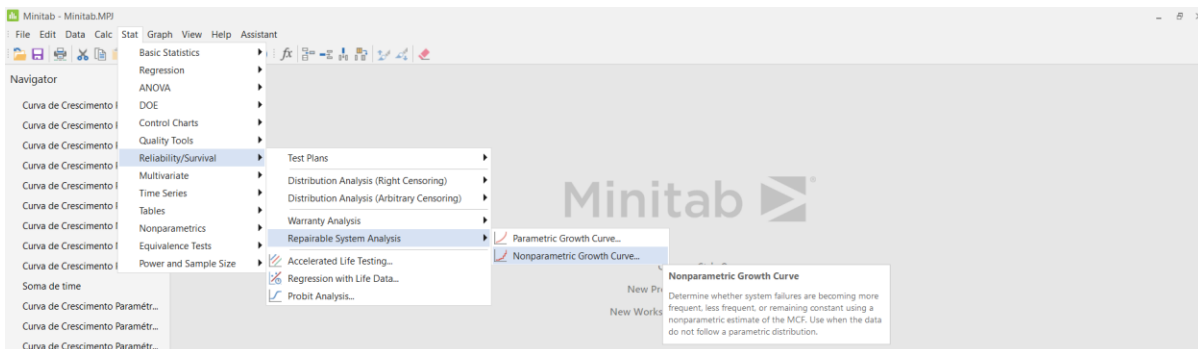 Minitab - Minitab.MPJ
File Edit Data Calc Stat Graph View Help Assistant
fx
Navigator
Curva de Crescimento
Curva de Crescimento
Curva de Crescimento
Curva de Crescimento
Curva de Crescimento
Curva de Crescimento
Curva de Crescimento
Curva de Crescimento
Curva de Crescimento
Soma de time
Curva de Crescimento Paramétr...
Curva de Crescimento Paramétr...
Curva de Crescimento Paramétr...
Basic Statistics
Regression
ANOVA
DOE
Control Charts
Quality Tools
Reliability/Survival
Multivariate
Time Series
Tables
Nonparametrics
Equivalence Tests
Power and Sample Size
Test Plans
Distribution Analysis (Right Censoring)
Distribution Analysis (Arbitrary Censoring)
Warranty Analysis
Repairable System Analysis
Accelerated Life Testing...
Regression with Life Data...
Probit Analysis...
Parametric Growth Curve...
Nonparametric Growth Curve...
Minitab
New
New Works
Nonparametric Growth Curve
Determine whether system failures are becoming more
frequent, less frequent, or remaining constant using a
nonparametric estimate of the MCF. Use when the data
do not follow a parametric distribution.